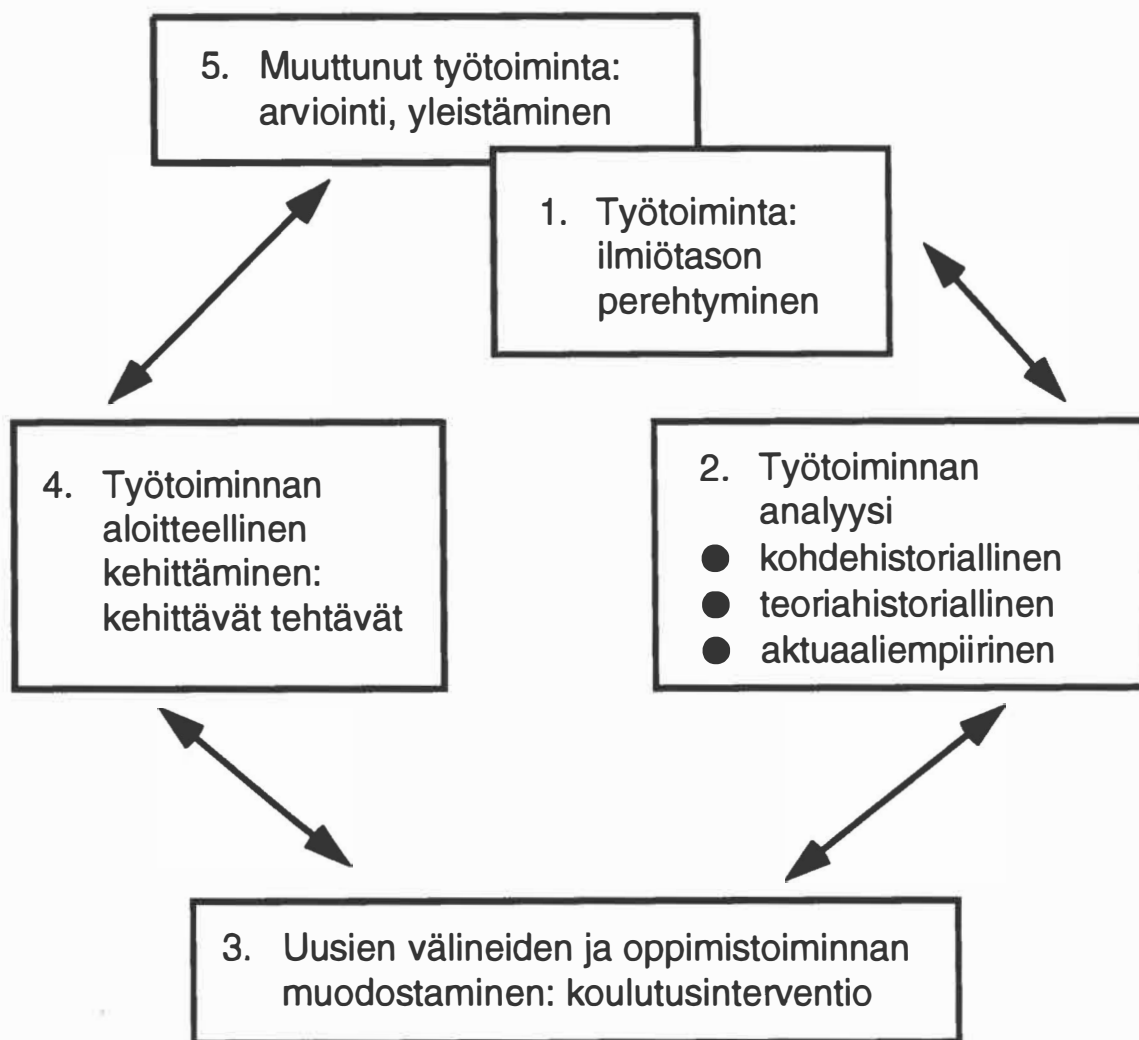 5. Muuttunut työtoiminta:
arviointi, yleistäminen
1. Työtoiminta:
ilmiötason
perehtyminen
4. Työtoiminnan
aloitteellinen
kehittäminen:
kehittävät tehtävät
2. Työtoiminnan
analyysi
● kohdehistoriallinen
● teoriahistoriallinen
● aktuaaliempiirinen
3. Uusien välineiden ja oppimistoiminnan
muodostaminen: koulutusinterventio